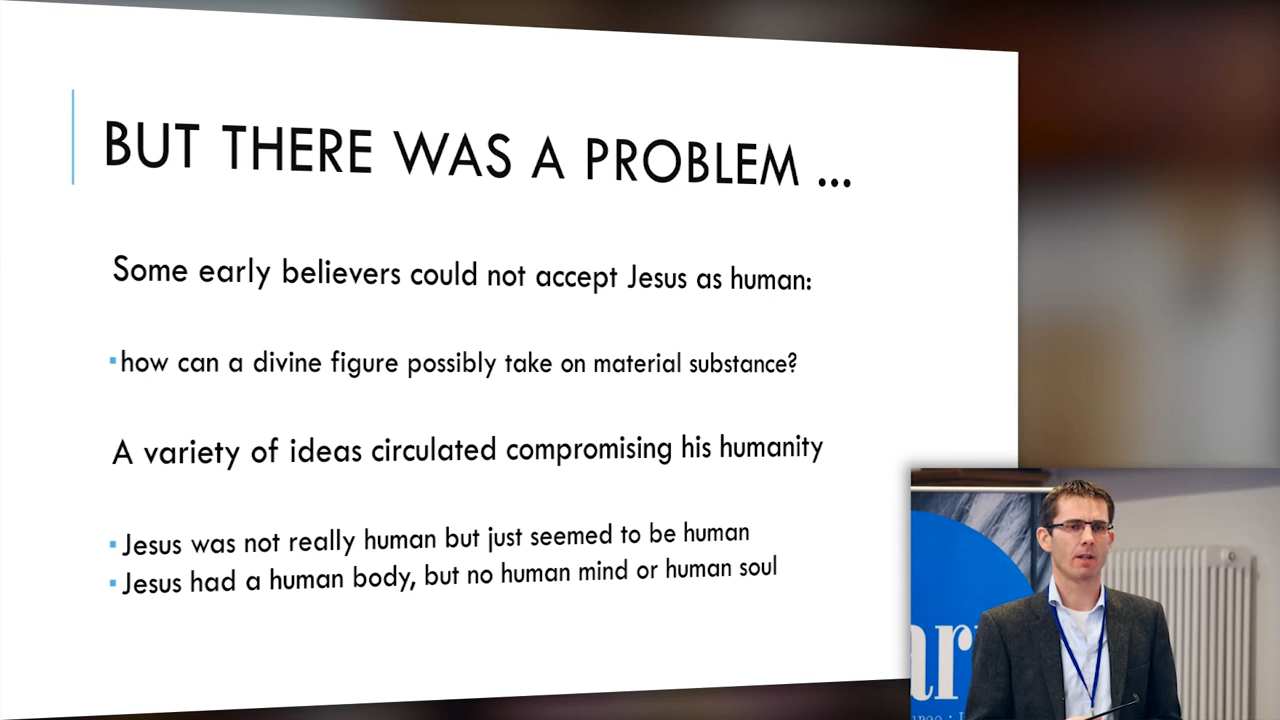 BUT THERE WAS A PROBLEM ...
Some early believers could not accept Jesus as human:
▪how can a divine figure possibly take on material substance?
A variety of ideas circulated compromising his humanity
▪Jesus was not really human but just seemed to be human
▪Jesus had a human body, but no human mind or human soul